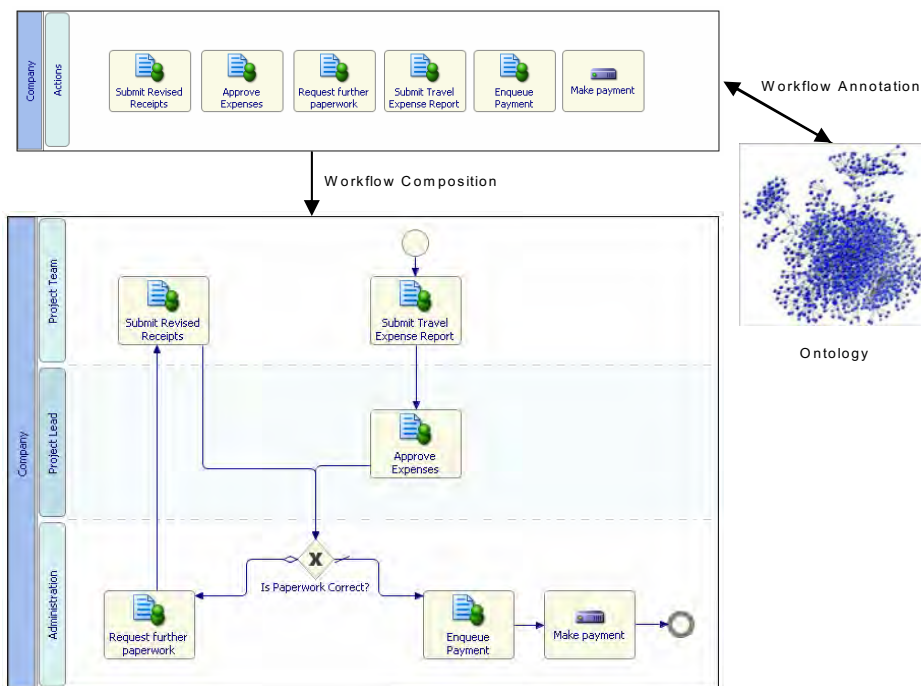 Company
Actions
Submit Revised
Receipts
Approve
Expenses
Request further
paperwork
Submit Travel
Expense Report
Enqueue
Payment
Make payment
Workflow Annotation
Workflow Composition
Ontology
Company
Project Team
Submit Revised
Receipts
Submit Travel
Expense Report
Project Lead
Approve
Expenses
Administration
X
Is Paperwork Correct?
Request further
paperwork
Enqueue
Payment
Make payment